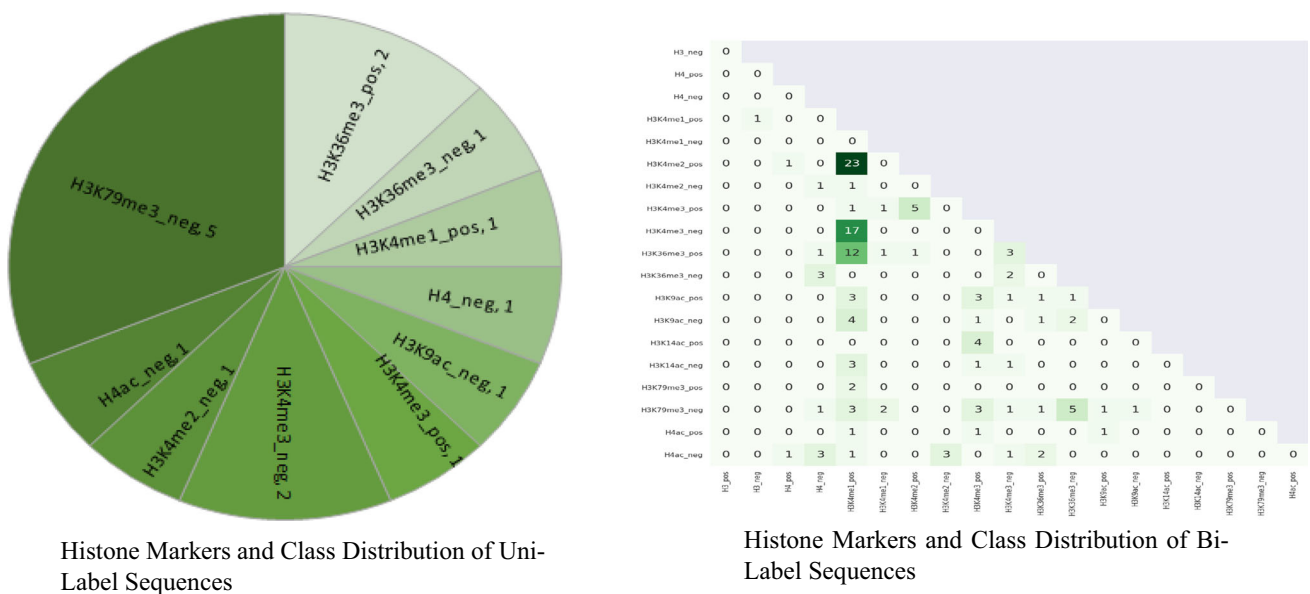 H3K36me3_pos, 2
H3K36me3_neg, 1
H3K4me1_pos, 1
H4_neg, 1
H3K9ac_neg, 1
H3K4me3_pos, 1
H3K4me3_neg, 2
H3K4me2_neg, 1
H4ac_neg, 1
H3K79me3_neg, 5
Histone Markers and Class Distribution of Uni-
Label Sequences
H3_neg 0
H4_pos 0 0
H4_neg 0 0 0
H3K4me1_pos 0 1 0 0
H3K4me1_neg 0 0 0 0 0
H3K4me2_pos 0 0 1 0 23 0
H3K4me2_neg 0 0 0 1 1 0 0
H3K4me3_pos 0 0 0 0 1 1 5 0
H3K4me3_neg 0 0 0 0 17 0 0 0 0
H3K36me3_pos 0 0 0 1 12 1 1 0 0 3
H3K36me3_neg 0 0 0 3 0 0 0 0 0 2 0
H3K9ac_pos 0 0 0 0 3 0 0 0 3 1 1 1
H3K9ac_neg 0 0 0 0 4 0 0 0 1 0 1 2 0
H3K14ac_pos 0 0 0 0 0 0 0 0 4 0 0 0 0 0
H3K14ac_neg 0 0 0 0 3 0 0 0 1 1 0 0 0 0 0
H3K79me3_pos 0 0 0 0 2 0 0 0 0 0 0 0 0 0 0 0
H3K79me3_neg 0 0 0 1 3 2 0 0 3 1 1 5 1 1 0 0 0
H4ac_pos 0 0 0 0 1 0 0 0 1 0 0 0 1 0 0 0 0 0
H4ac_neg 0 0 1 3 1 0 0 3 0 1 2 0 0 0 0 0 0 0 0
H3_pos
H3_neg
H4_pos
H4_neg
H3K4me1_pos
H3K4me1_neg
H3K4me2_pos
H3K4me2_neg
H3K4me3_pos
H3K4me3_neg
H3K36me3_pos
H3K36me3_neg
H3K9ac_pos
H3K9ac_neg
H3K14ac_pos
H3K14ac_neg
H3K79me3_pos
H3K79me3_neg
H4ac_pos
Histone Markers and Class Distribution of Bi-
Label Sequences